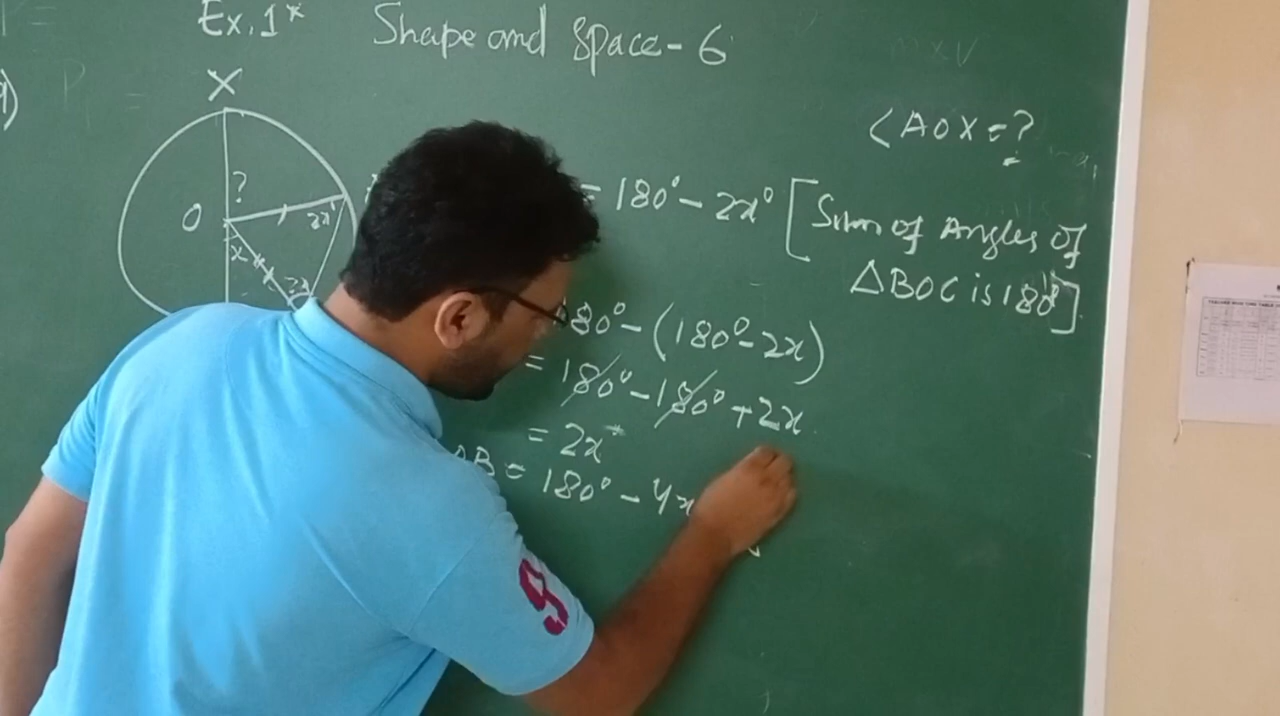 Ex.1* Shape and Space-6
X
<AOX=?
?
O
2x°
x
= 180° - 2x° [Sum of Angles of
ΔBOC is 180°].
80° - (180° - 2x)
= 180° - 180° + 2x
= 2x
OB = 180° - 4x
9